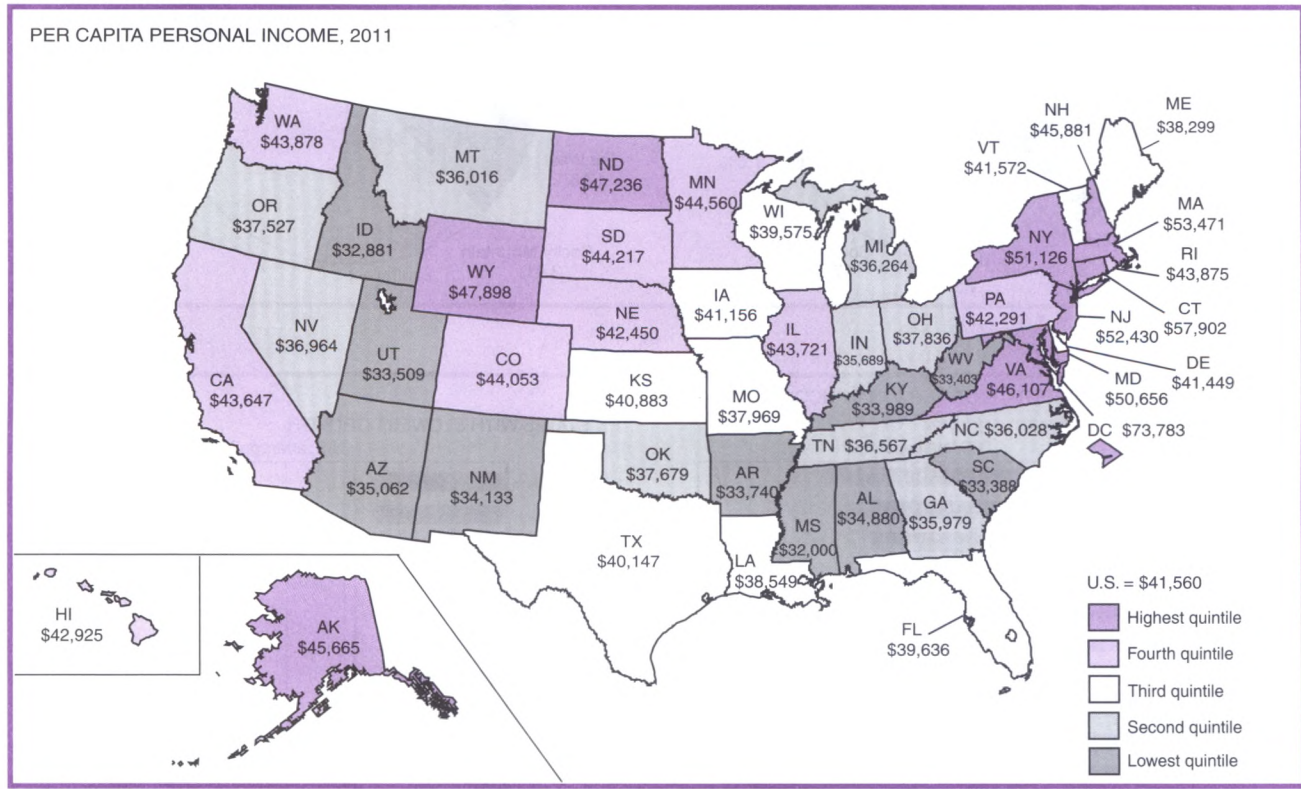 PER CAPITA PERSONAL INCOME, 2011
WA
$43,878
MT
$36,016
ND
$47,236
MN
$44,560
VT
$41,572
NH
$45,881
ME
$38,299
OR
$37,527
ID
$32,881
WY
$47,898
SD
$44,217
WI
$39,575
MI
$36,264
NY
$51,126
MA
$53,471
RI
$43,875
CT
$57,902
NJ
$52,430
DE
$41,449
MD
$50,656
DC $73,783
CA
$43,647
NV
$36,964
UT
$33,509
CO
$44,053
NE
$42,450
IA
$41,156
IL
$43,721
IN
$35,689
OH
$37,836
PA
$42,291
WV
$33,403
VA
$46,107
KS
$40,883
MO
$37,969
KY
$33,989
TN $36,567
NC $36,028
AZ
$35,062
NM
$34,133
OK
$37,679
AR
$33,740
SC
$33,388
MS
$32,000
AL
$34,880
GA
$35,979
TX
$40,147
LA
$38,549
FL
$39,636
HI
$42,925
AK
$45,665
U.S. = $41,560
Highest quintile
Fourth quintile
Third quintile
Second quintile
Lowest quintile